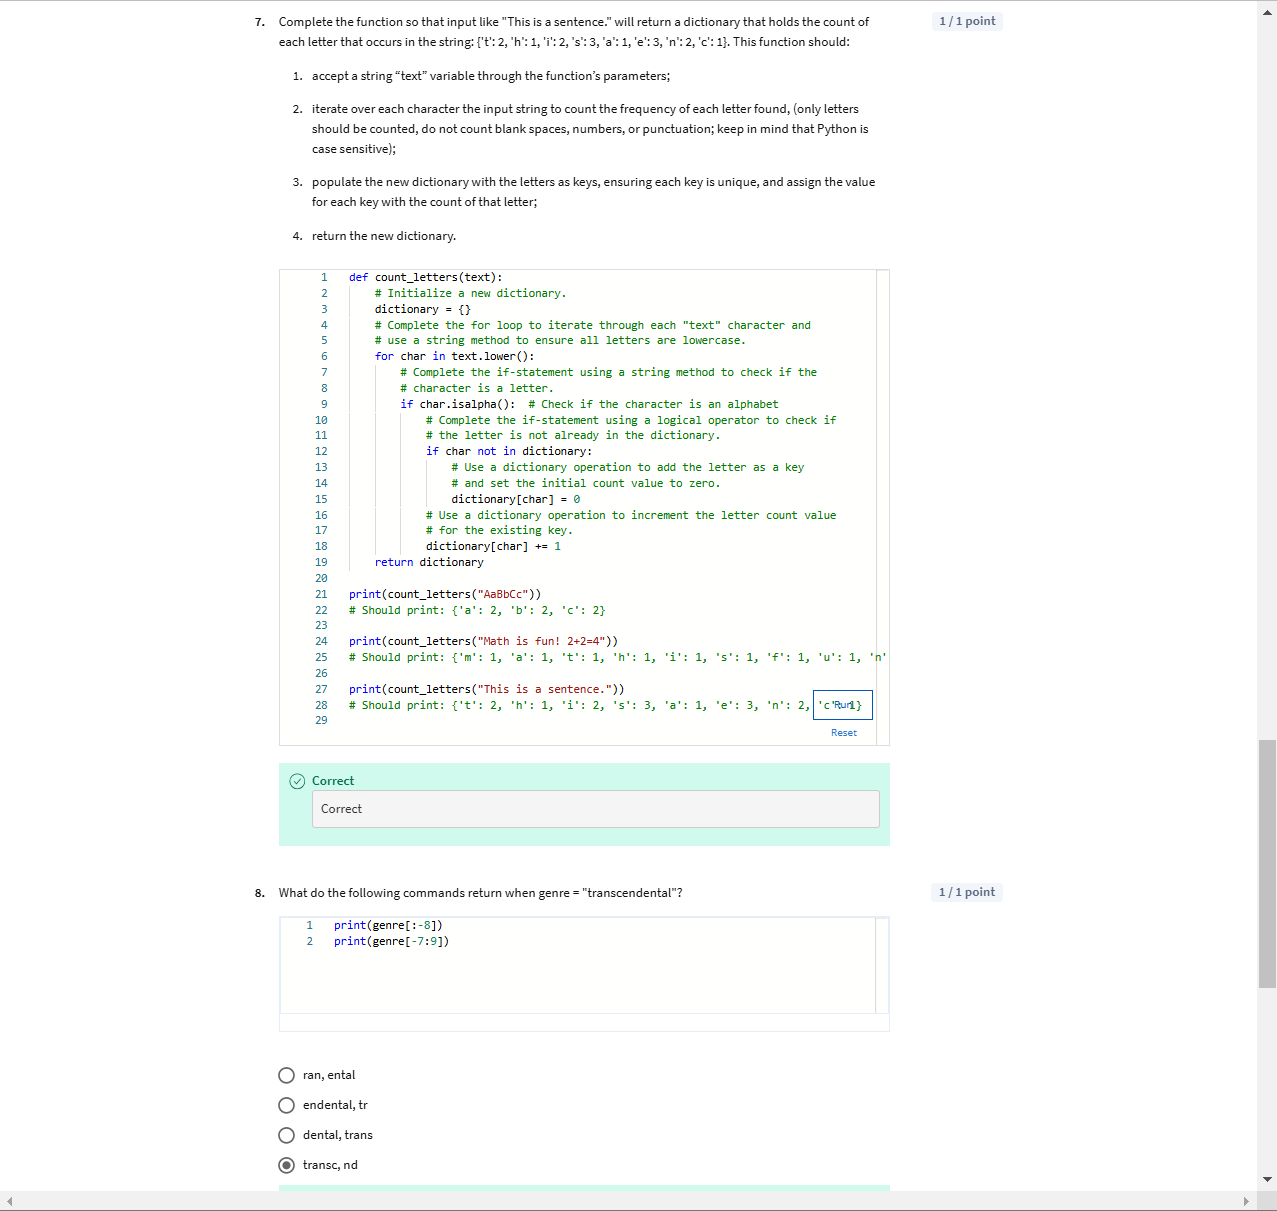 7. Complete the function so that input like "This is a sentence." will return a dictionary that holds the count of 1 / 1 point
each letter that occurs in the string: {'t': 2, 'h': 1, 'i': 2, 's': 3, 'a': 1, 'e': 3, 'n': 2, 'c': 1}. This function should:
1. accept a string “text” variable through the function’s parameters;
2. iterate over each character the input string to count the frequency of each letter found, (only letters
should be counted, do not count blank spaces, numbers, or punctuation; keep in mind that Python is
case sensitive);
3. populate the new dictionary with the letters as keys, ensuring each key is unique, and assign the value
for each key with the count of that letter;
4. return the new dictionary.
1 def count_letters(text):
2 # Initialize a new dictionary.
3 dictionary = {}
4 # Complete the for loop to iterate through each "text" character and
5 # use a string method to ensure all letters are lowercase.
6 for char in text.lower():
7 # Complete the if-statement using a string method to check if the
8 # character is a letter.
9 if char.isalpha():  # Check if the character is an alphabet
10 # Complete the if-statement using a logical operator to check if
11 # the letter is not already in the dictionary.
12 if char not in dictionary:
13 # Use a dictionary operation to add the letter as a key
14 # and set the initial count value to zero.
15 dictionary[char] = 0
16 # Use a dictionary operation to increment the letter count value
17 # for the existing key.
18 dictionary[char] += 1
19 return dictionary
20
21 print(count_letters("AaBbCc"))
22 # Should print: {'a': 2, 'b': 2, 'c': 2}
23
24 print(count_letters("Math is fun! 2+2=4"))
25 # Should print: {'m': 1, 'a': 1, 't': 1, 'h': 1, 'i': 1, 's': 1, 'f': 1, 'u': 1, 'n'
26
27 print(count_letters("This is a sentence."))
28 # Should print: {'t': 2, 'h': 1, 'i': 2, 's': 3, 'a': 1, 'e': 3, 'n': 2, 'c': 1}
Run
29
Reset
Correct
Correct
8. What do the following commands return when genre = "transcendental"? 1 / 1 point
1 print(genre[:-8])
2 print(genre[-7:9])
ran, ental
endental, tr
dental, trans
transc, nd